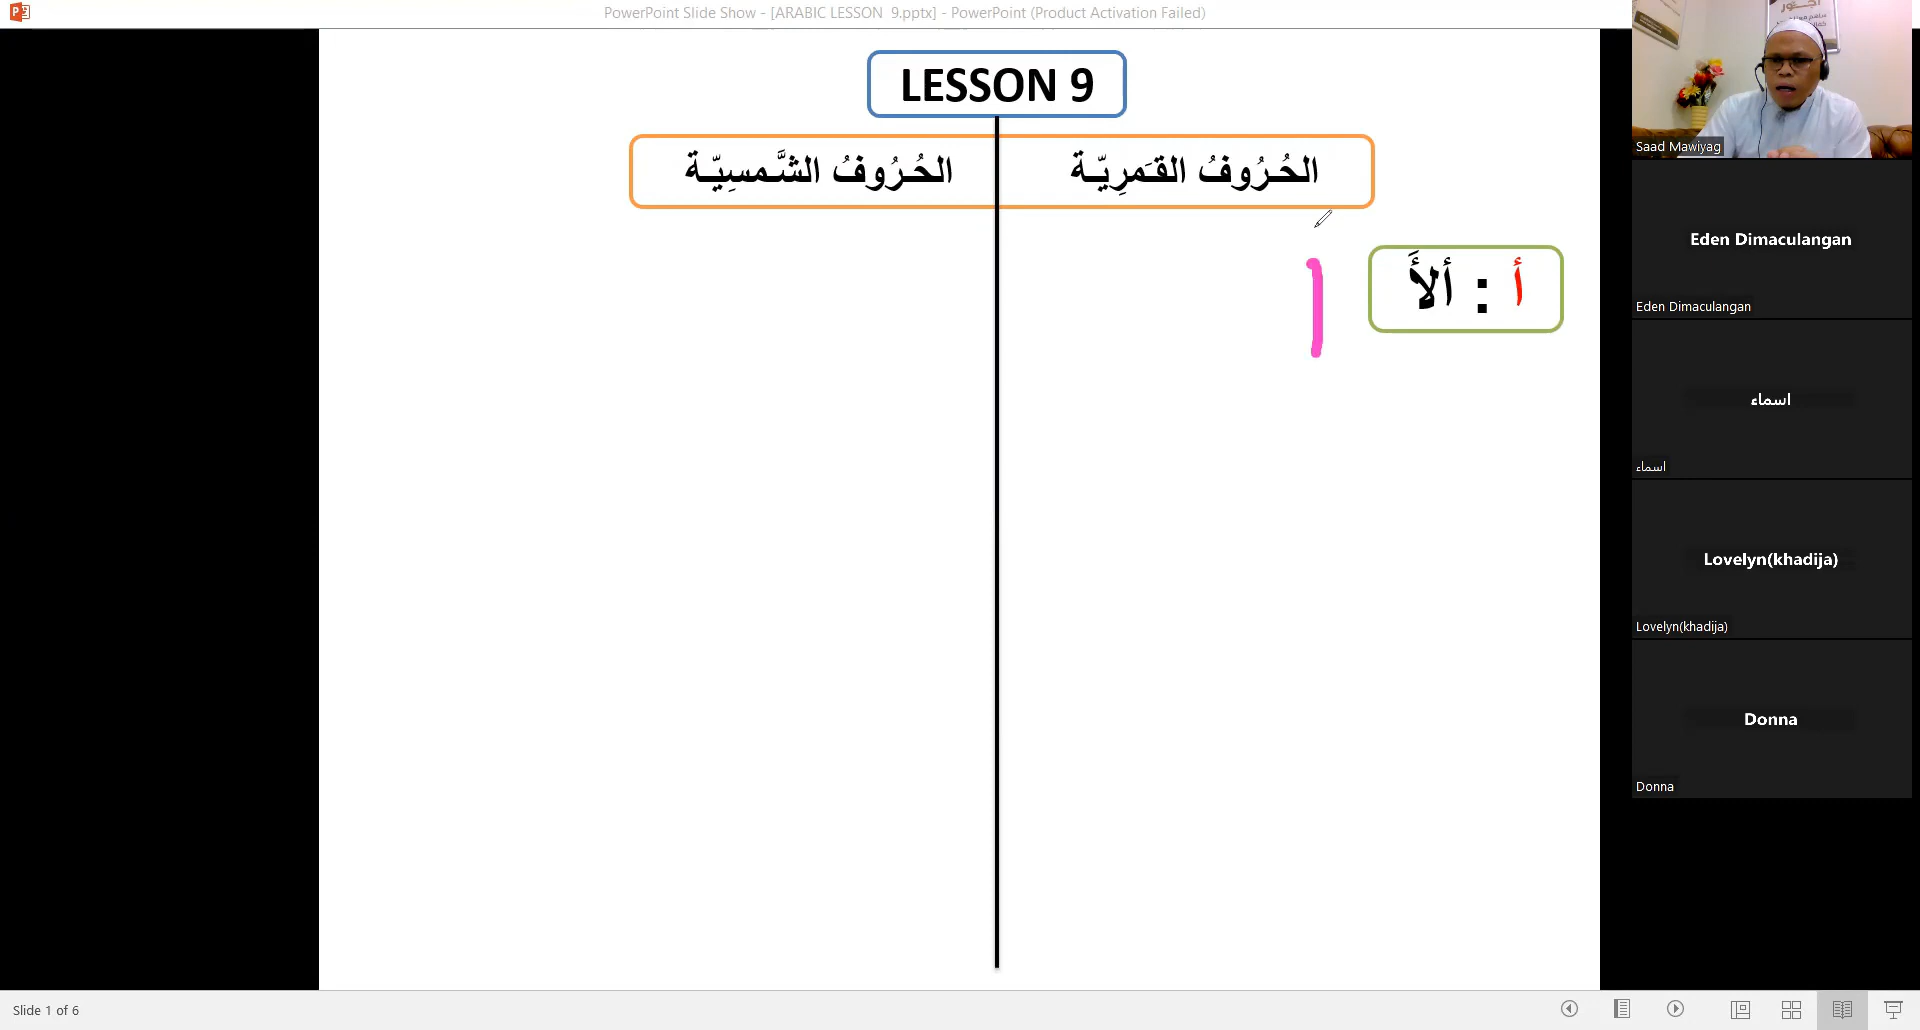 PowerPoint Slide Show - [ARABIC LESSON  9.pptx] - PowerPoint (Product Activation Failed)
LESSON 9
الحُـرُوفُ القـَمرِيّـة
الحُـرُوفُ الشَّـمسِيّـة
أ : ألأَ
Saad Mawiyag
Eden Dimaculangan
Eden Dimaculangan
اسماء
اسماء
Lovelyn(khadija)
Lovelyn(khadija)
Donna
Donna
Slide 1 of 6